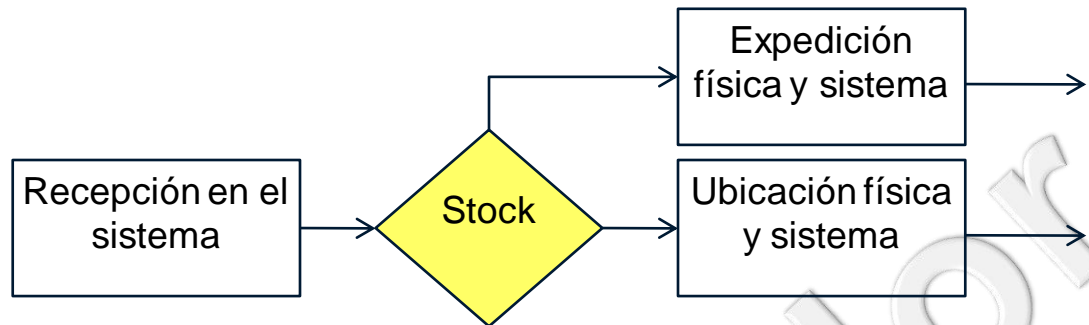 Expedición
física y sistema
Recepción en el
sistema
Stock
Ubicación física
y sistema